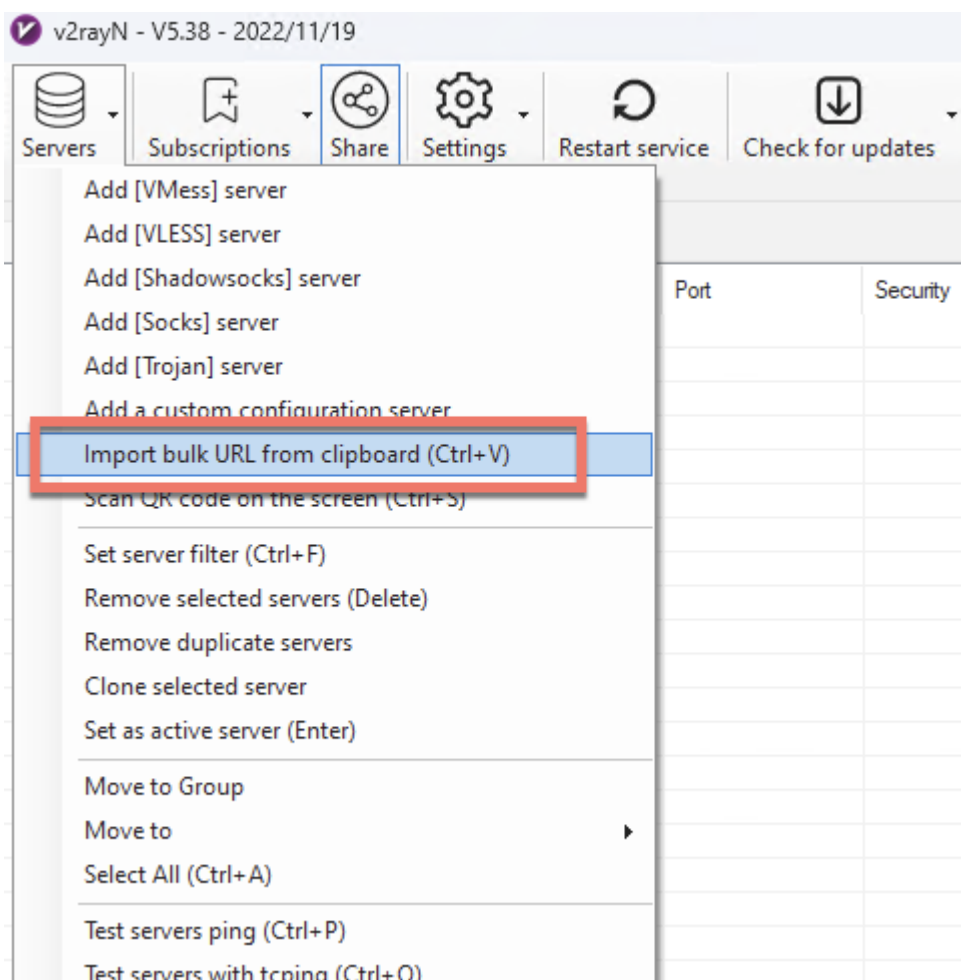 v2rayN - V5.38 - 2022/11/19
Servers Subscriptions Share Settings Restart service Check for updates
Add [VMess] server
Add [VLESS] server
Add [Shadowsocks] server
Port Security
Add [Socks] server
Add [Trojan] server
Add a custom configuration server
Import bulk URL from clipboard (Ctrl+V)
Scan QR code on the screen (Ctrl+S)
Set server filter (Ctrl+F)
Remove selected servers (Delete)
Remove duplicate servers
Clone selected server
Set as active server (Enter)
Move to Group
Move to
Select All (Ctrl+A)
Test servers ping (Ctrl+P)
Test servers with tcping (Ctrl+O)